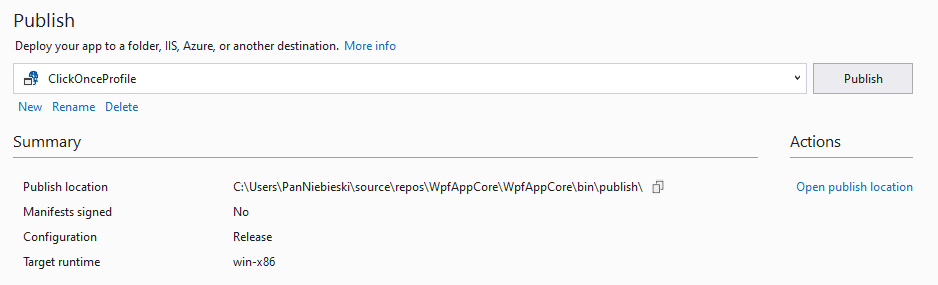 Publish
Deploy your app to a folder, IIS, Azure, or another destination. More info
ClickOnceProfile
Publish
New Rename Delete
Summary
Actions
Publish location C:\Users\PanNiebieski\source\repos\WpfAppCore\WpfAppCore\bin\publish\
Open publish location
Manifests signed No
Configuration Release
Target runtime win-x86